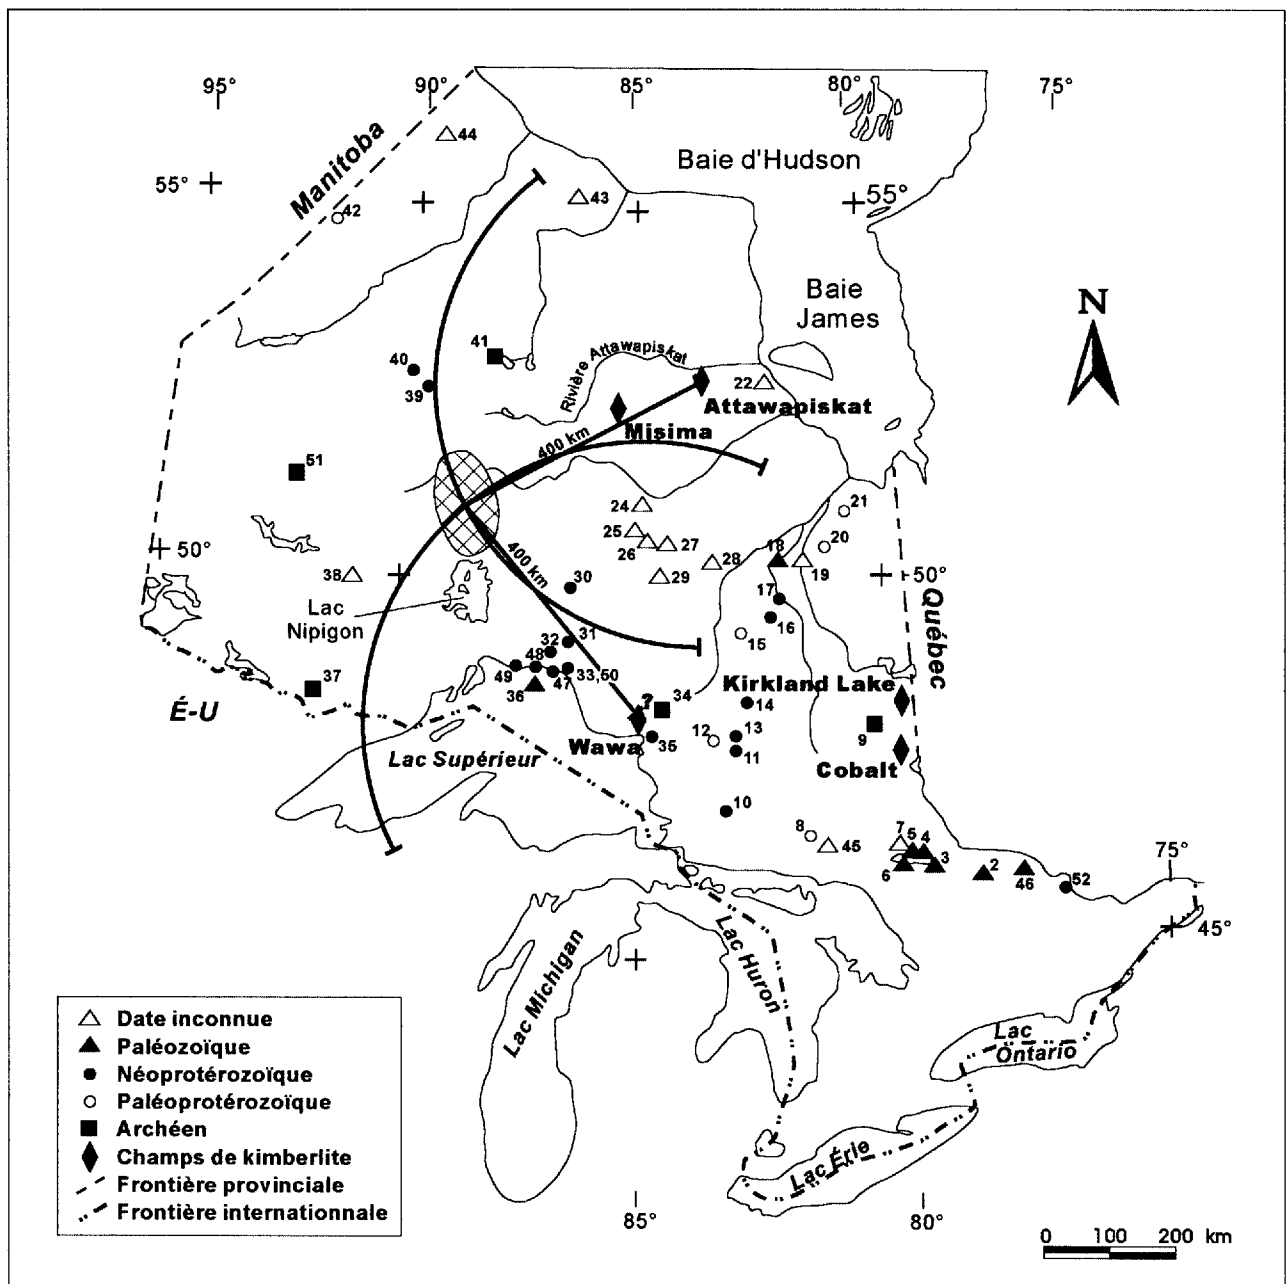 95°
90°
85°
80°
75°
Manitoba
44
55°
42
43
Baie d'Hudson
55°
Baie
James
N
40
39
41
Rivière Attawapiskat
22
Attawapiskat
Misima
400 km
51
24
25
26
27
28
29
21
20
18
19
50°
50°
38
400 km
30
Lac
Nipigon
17
16
15
Québec
31
32
48
49
47
33,50
36
37
É-U
Kirkland Lake
?
34
14
9
12
13
11
35
Wawa
Cobalt
Lac Supérieur
10
8
45
7
5
4
3
6
2
46
52
75°
45°
Lac Michigan
Lac Huron
Lac
Ontario
Lac Érie
Date inconnue
Paléozoïque
Néoprotérozoïque
Paléoprotérozoïque
Archéen
Champs de kimberlite
Frontière provinciale
Frontière internationnale
85°
80°
0 100 200 km